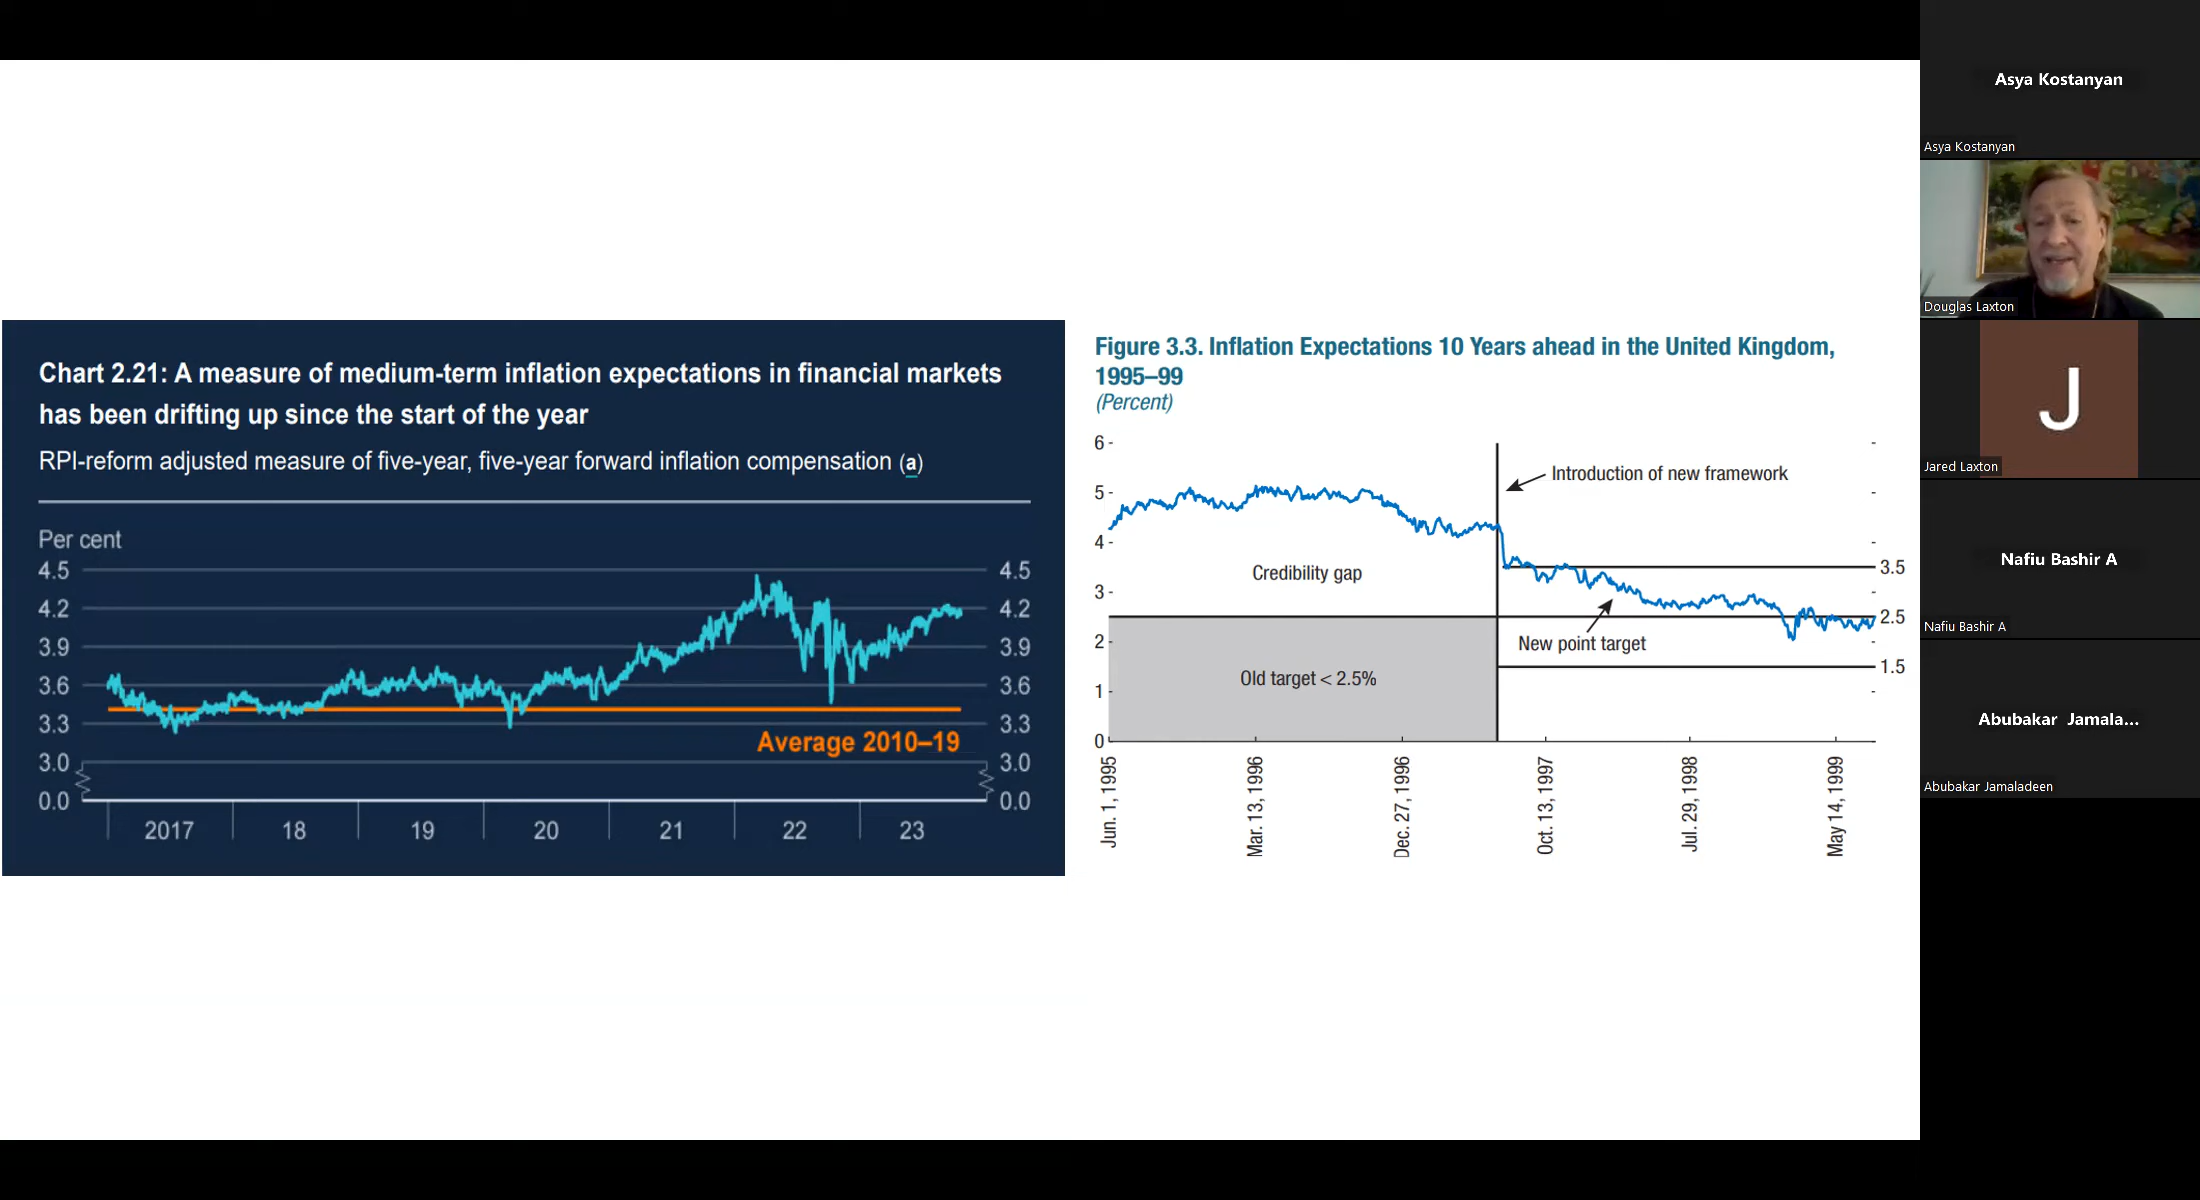 Chart 2.21: A measure of medium-term inflation expectations in financial markets
has been drifting up since the start of the year
RPI-reform adjusted measure of five-year, five-year forward inflation compensation (a)
Per cent
4.5
4.2
3.9
3.6
3.3
3.0
0.0
4.5
4.2
3.9
3.6
3.3
3.0
0.0
Average 2010–19
2017 18 19 20 21 22 23
Figure 3.3. Inflation Expectations 10 Years ahead in the United Kingdom,
1995–99
(Percent)
6
5
4
3
2
1
0
Introduction of new framework
Credibility gap
New point target
Old target < 2.5%
3.5
2.5
1.5
Jun. 1, 1995
Mar. 13, 1996
Dec. 27, 1996
Oct. 13, 1997
Jul. 29, 1998
May 14, 1999
Asya Kostanyan
Asya Kostanyan
Douglas Laxton
J
Jared Laxton
Nafiu Bashir A
Nafiu Bashir A
Abubakar Jamala...
Abubakar Jamaladeen